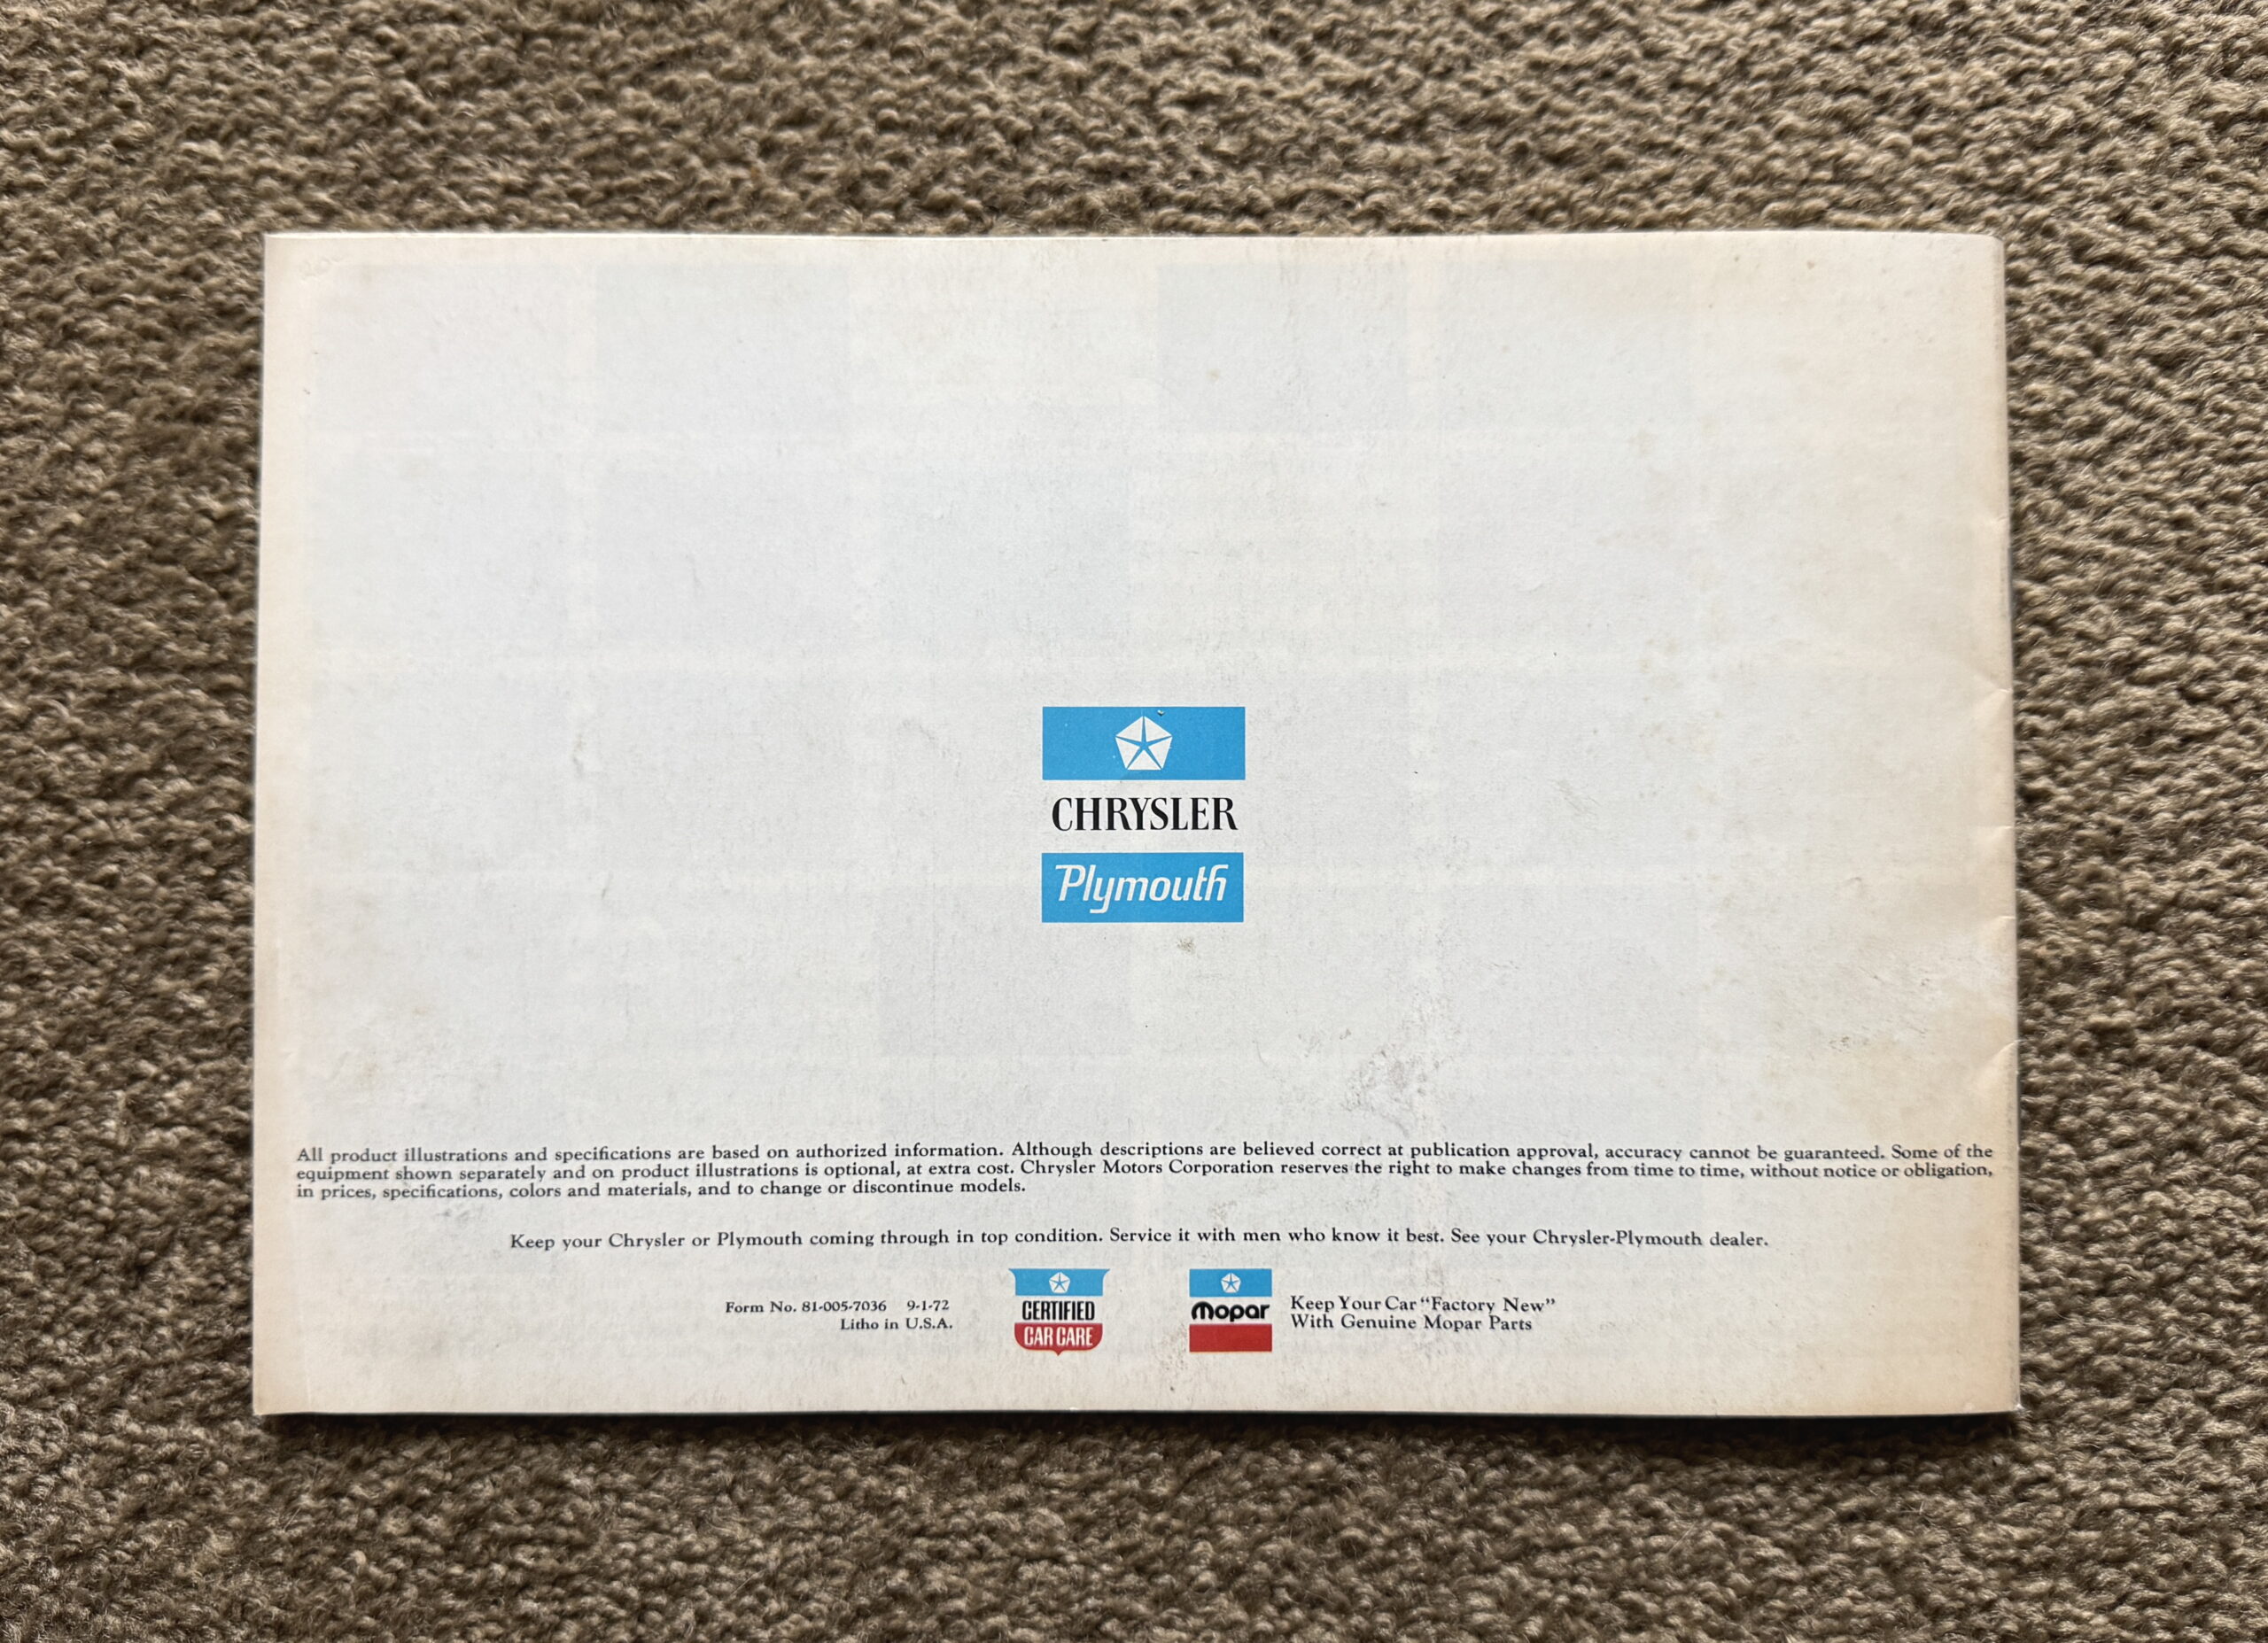 CHRYSLER
Plymouth
All product illustrations and specifications are based on authorized information. Although descriptions are believed correct at publication approval, accuracy cannot be guaranteed. Some of the
equipment shown separately and on product illustrations is optional, at extra cost. Chrysler Motors Corporation reserves the right to make changes from time to time, without notice or obligation,
in prices, specifications, colors and materials, and to change or discontinue models.
Keep your Chrysler or Plymouth coming through in top condition. Service it with men who know it best. See your Chrysler-Plymouth dealer.
Form No. 81-005-7036 9-1-72
Litho in U.S.A.
CERTIFIED
CAR CARE
Mopar
Keep Your Car “Factory New”
With Genuine Mopar Parts